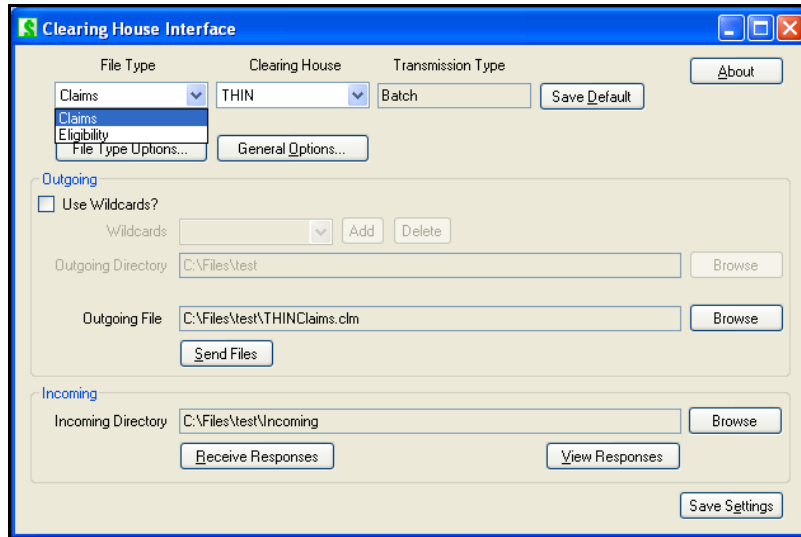 Clearing House Interface
File Type Clearing House Transmission Type
About
Claims THIN Batch Save Default
Claims
Eligibility
File Type Options... General Options...
Outgoing
Use Wildcards?
Wildcards Add Delete
Outgoing Directory C:\Files\test Browse
Outgoing File C:\Files\test\THINClaims.clm Browse
Send Files
Incoming
Incoming Directory C:\Files\test\Incoming Browse
Receive Responses View Responses
Save Settings